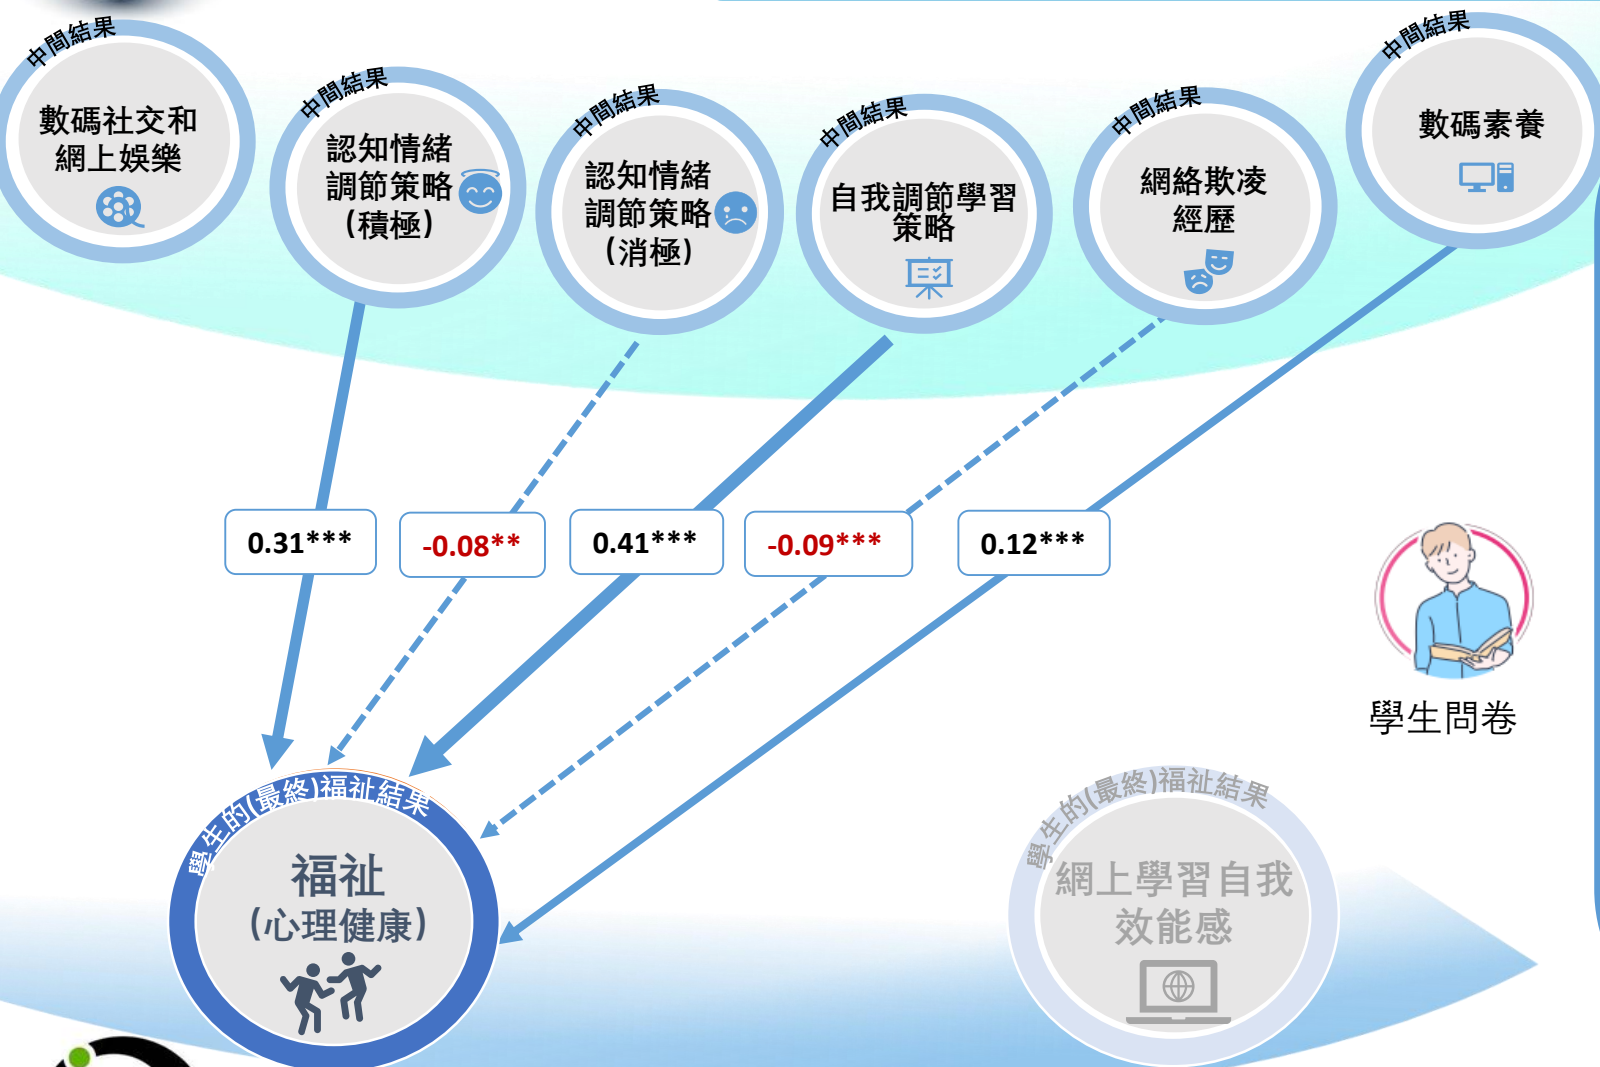 中間結果
數碼社交和
網上娛樂
中間結果
認知情緒
調節策略
(積極)
中間結果
認知情緒
調節策略
(消極)
中間結果
自我調節學習
策略
中間結果
網絡欺凌
經歷
中間結果
數碼素養
0.31***
-0.08**
0.41***
-0.09***
0.12***
學生問卷
學生的(最終)福祉結果
福祉
(心理健康)
學生的(最終)福祉結果
網上學習自我
效能感